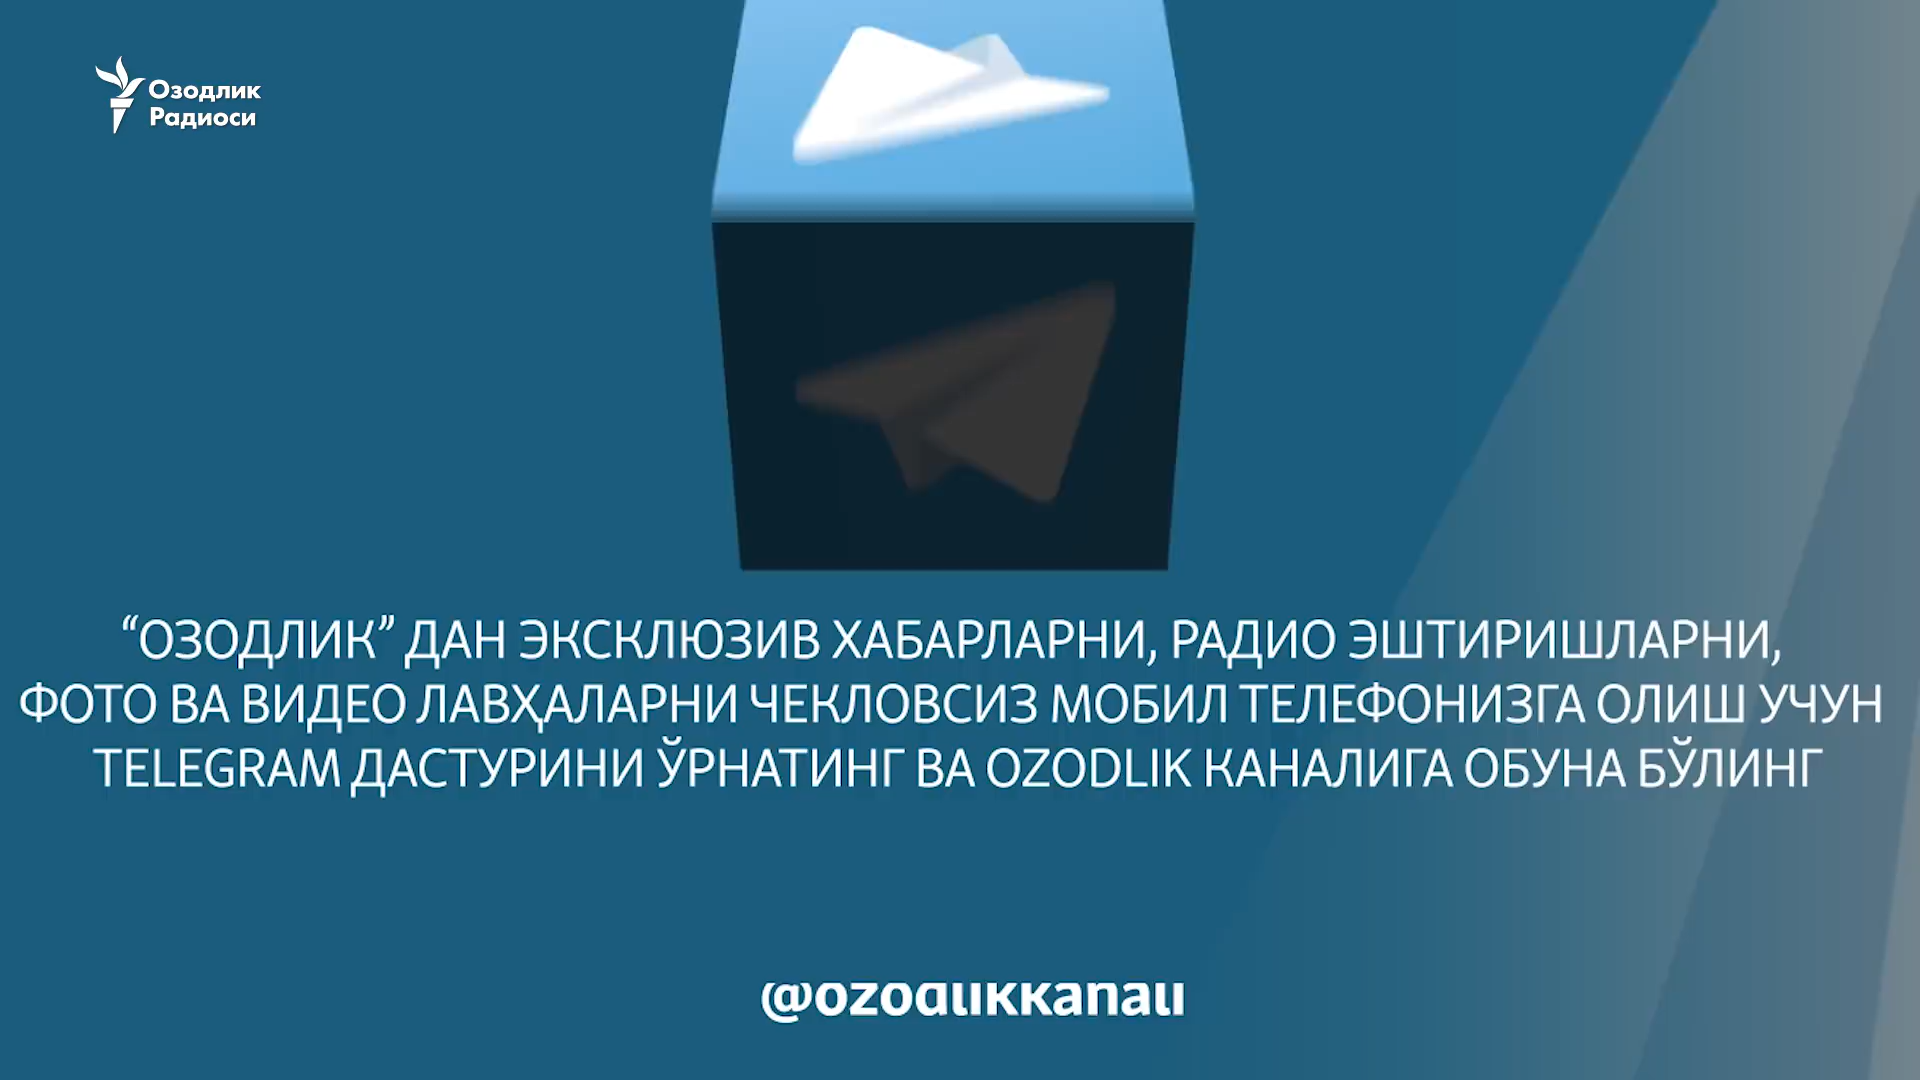 Озодлик
Радиоси
“ОЗОДЛИК” ДАН ЭКСКЛЮЗИВ ХАБАРЛАРНИ, РАДИО ЭШТИРИШЛАРНИ,
ФОТО ВА ВИДЕО ЛАВҲАЛАРНИ ЧЕКЛОВСИЗ МОБИЛ ТЕЛЕФОНИЗГА ОЛИШ УЧУН
TELEGRAM ДАСТУРИНИ ЎРНАТИНГ ВА OZODLIK КАНАЛИГА ОБУНА БЎЛИНГ
@ozodlikkanali